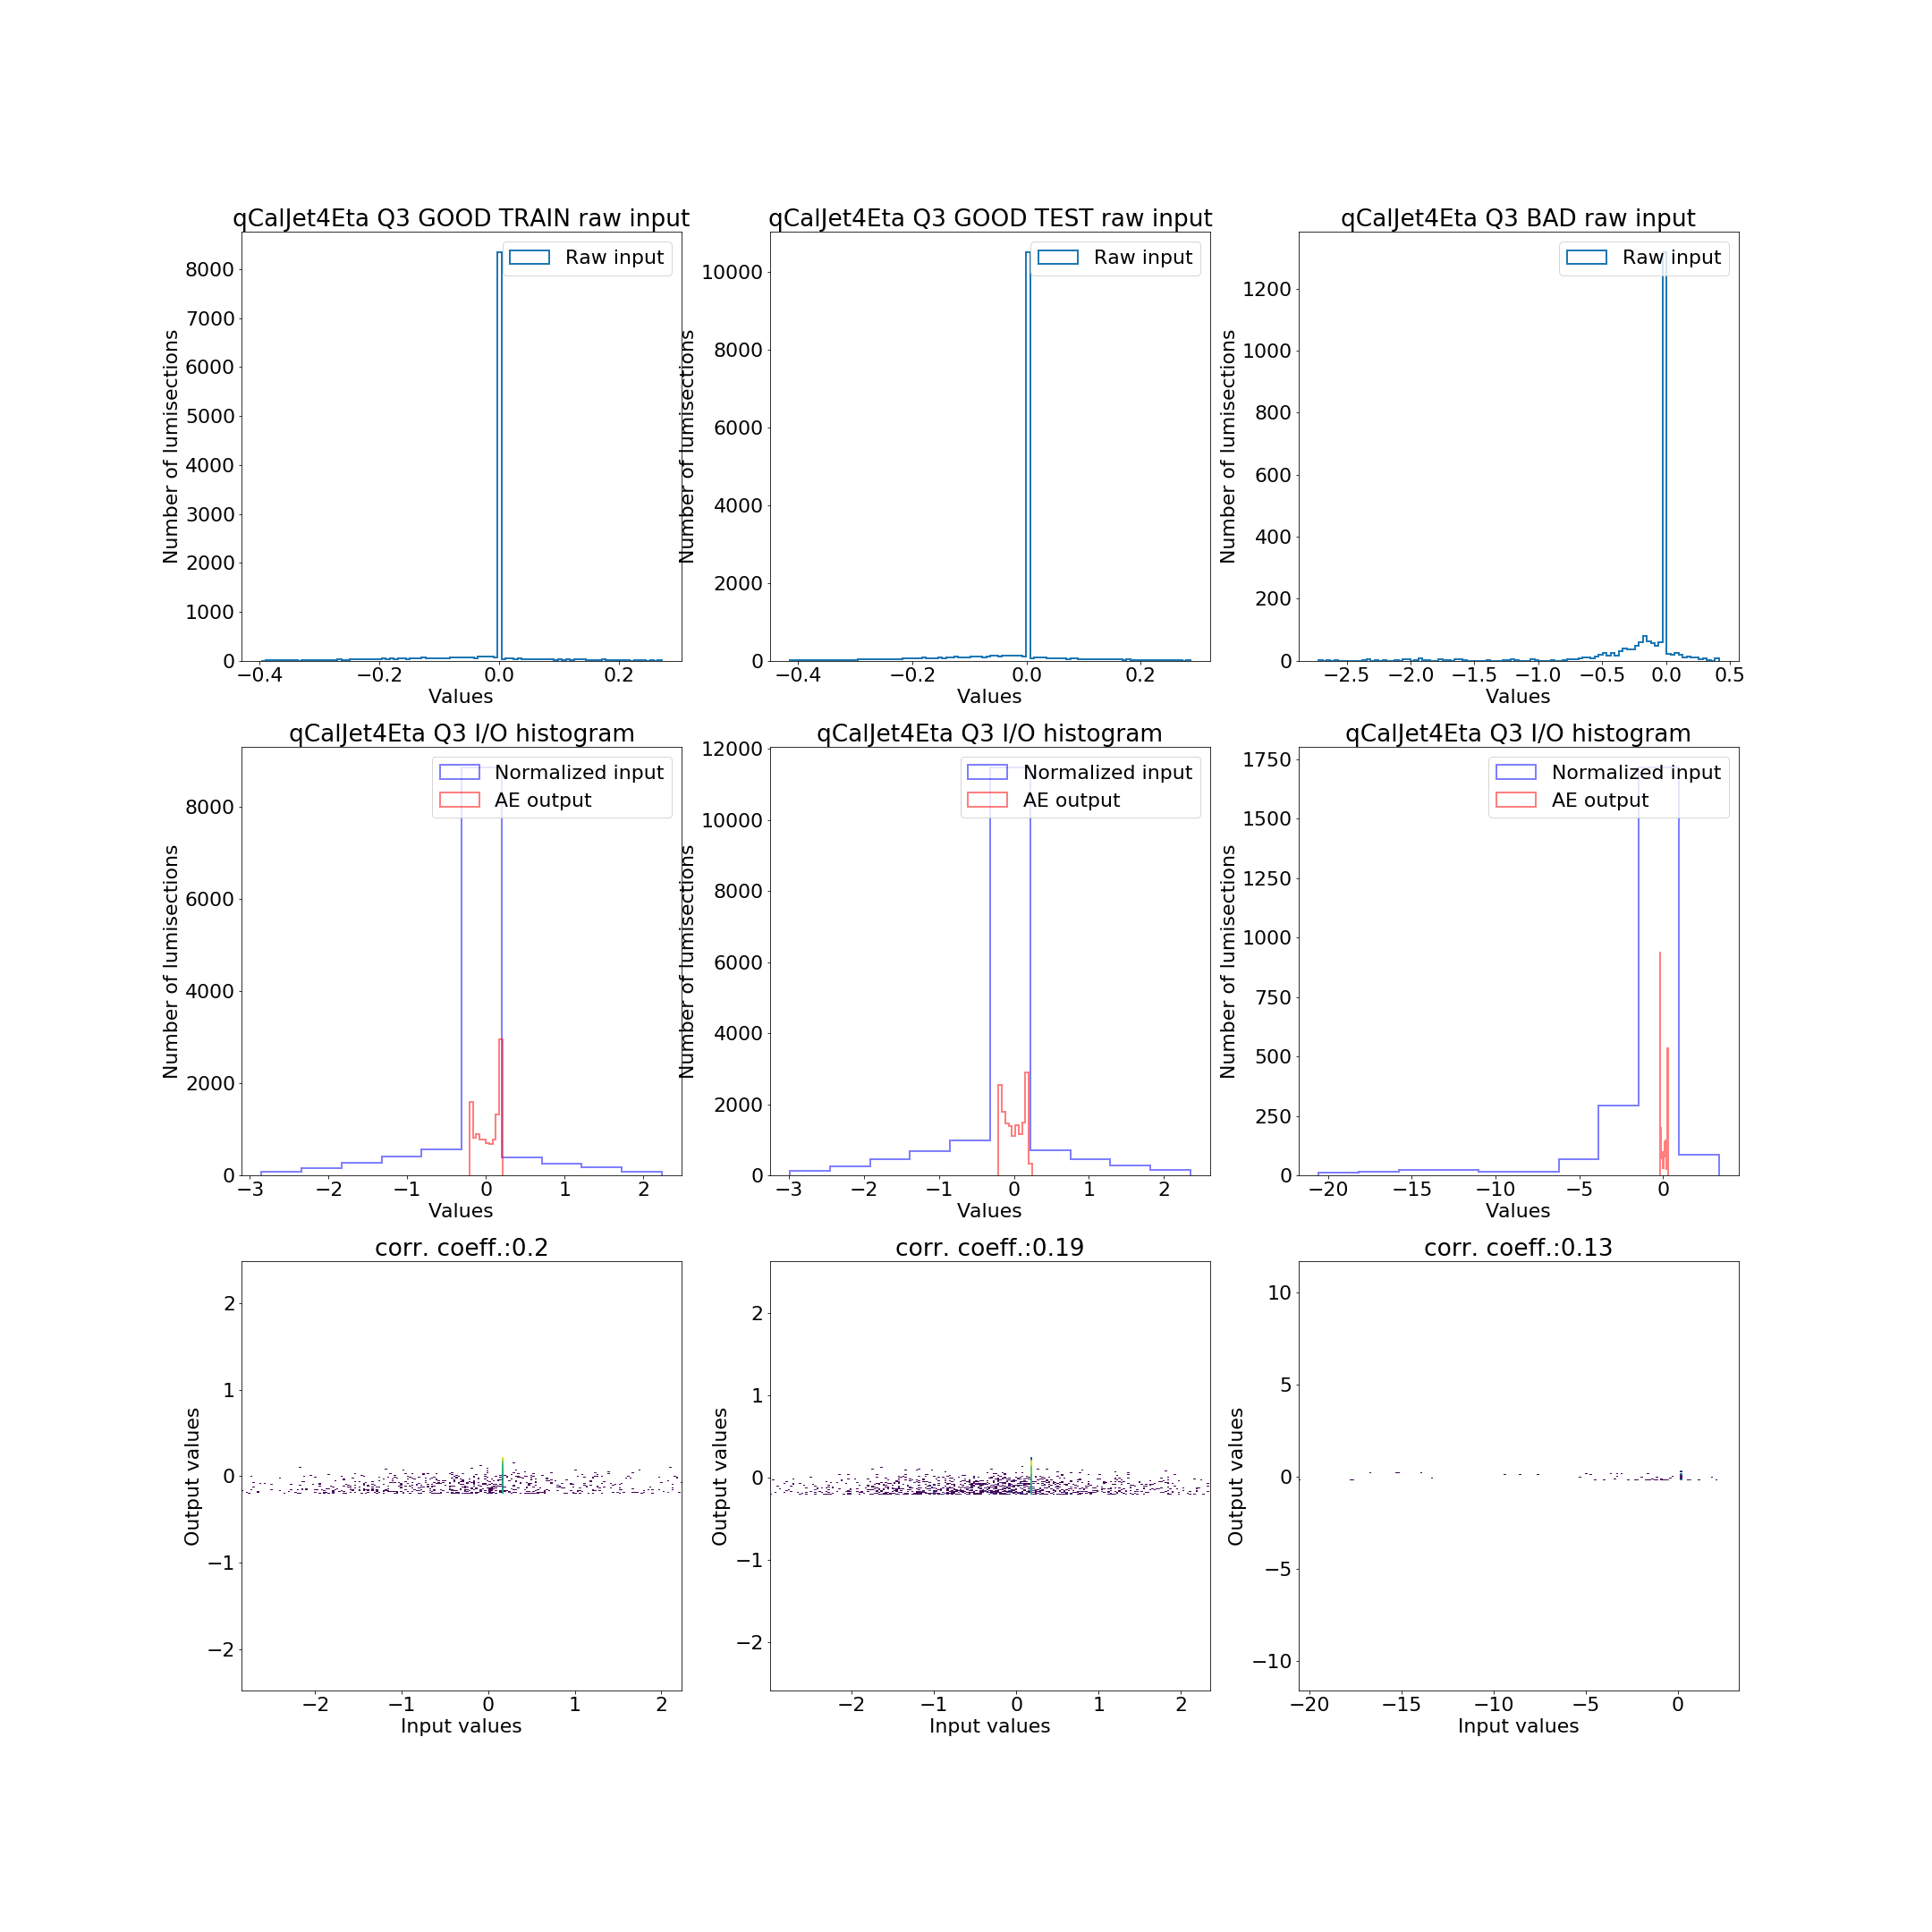 qCalJet4Eta Q3 GOOD TRAIN raw input
Raw input
8000
7000
6000
5000
4000
3000
2000
1000
0
Number of lumisections
−0.4 −0.2 0.0 0.2
Values
qCalJet4Eta Q3 GOOD TEST raw input
Raw input
10000
8000
6000
4000
2000
0
Number of lumisections
−0.4 −0.2 0.0 0.2
Values
qCalJet4Eta Q3 BAD raw input
Raw input
1200
1000
800
600
400
200
0
Number of lumisections
−2.5 −2.0 −1.5 −1.0 −0.5 0.0 0.5
Values
qCalJet4Eta Q3 I/O histogram
Normalized input
AE output
8000
6000
4000
2000
0
Number of lumisections
−3 −2 −1 0 1 2
Values
qCalJet4Eta Q3 I/O histogram
Normalized input
AE output
12000
10000
8000
6000
4000
2000
0
Number of lumisections
−3 −2 −1 0 1 2
Values
qCalJet4Eta Q3 I/O histogram
Normalized input
AE output
1750
1500
1250
1000
750
500
250
0
Number of lumisections
−20 −15 −10 −5 0
Values
corr. coeff.:0.2
2
1
0
−1
−2
Output values
−2 −1 0 1 2
Input values
corr. coeff.:0.19
2
1
0
−1
−2
Output values
−2 −1 0 1 2
Input values
corr. coeff.:0.13
10
5
0
−5
−10
Output values
−20 −15 −10 −5 0
Input values